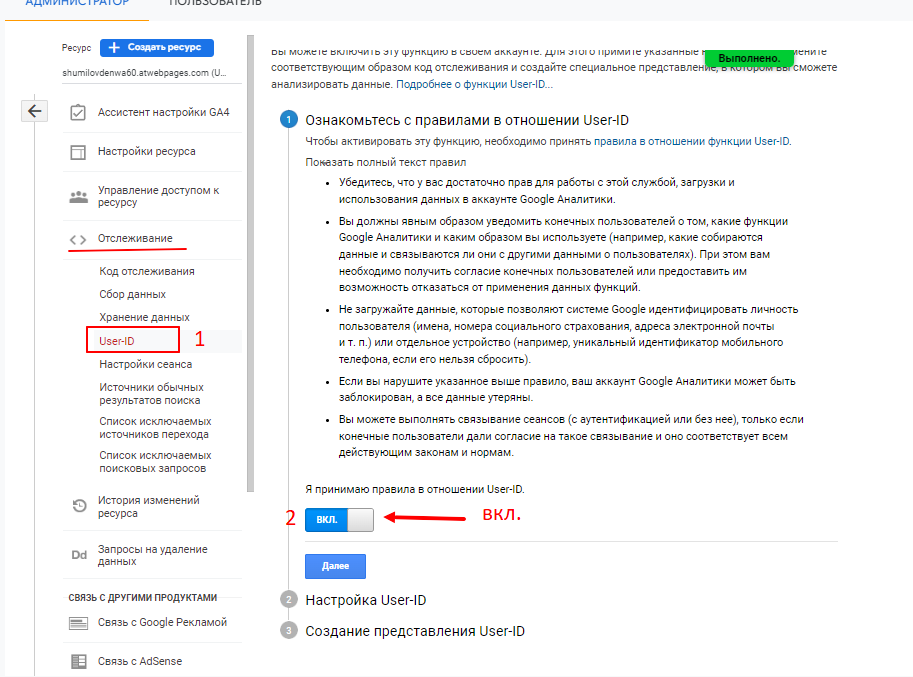 АДМИНИСТРАТОР
ПОЛЬЗОВАТЕЛЬ
Ресурс
+ Создать ресурс
shumilovdenwa60.atwebpages.com (U...
Ассистент настройки GA4
Настройки ресурса
Управление доступом к
ресурсу
Отслеживание
Код отслеживания
Сбор данных
Хранение данных
User-ID
1
Настройки сеанса
Источники обычных
результатов поиска
Список исключаемых
источников перехода
Список исключаемых
поисковых запросов
История изменений
ресурса
Dd
Запросы на удаление
данных
СВЯЗЬ С ДРУГИМИ ПРОДУКТАМИ
Связь с Google Рекламой
Связь с AdSense
Вы можете включить эту функцию в своем аккаунте. Для этого примите указанные
Выполнено.
соответствующим образом код отслеживания и создайте специальное представление, в котором вы сможете
анализировать данные. Подробнее о функции User-ID...
1
Ознакомьтесь с правилами в отношении User-ID
Чтобы активировать эту функцию, необходимо принять правила в отношении функции User-ID.
Показать полный текст правил
• Убедитесь, что у вас достаточно прав для работы с этой службой, загрузки и
использования данных в аккаунте Google Аналитики.
• Вы должны явным образом уведомить конечных пользователей о том, какие функции
Google Аналитики и каким образом вы используете (например, какие собираются
данные и связываются ли они с другими данными о пользователях). При этом вам
необходимо получить согласие конечных пользователей или предоставить им
возможность отказаться от применения данных функций.
• Не загружайте данные, которые позволяют системе Google идентифицировать личность
пользователя (имена, номера социального страхования, адреса электронной почты
и т. п.) или отдельное устройство (например, уникальный идентификатор мобильного
телефона, если его нельзя сбросить).
• Если вы нарушите указанное выше правило, ваш аккаунт Google Аналитики может быть
заблокирован, а все данные утеряны.
• Вы можете выполнять связывание сеансов (с аутентификацией или без нее), только если
конечные пользователи дали согласие на такое связывание и оно соответствует всем
действующим законам и нормам.
Я принимаю правила в отношении User-ID.
2
ВКЛ.
вкл.
Далее
2
Настройка User-ID
3
Создание представления User-ID